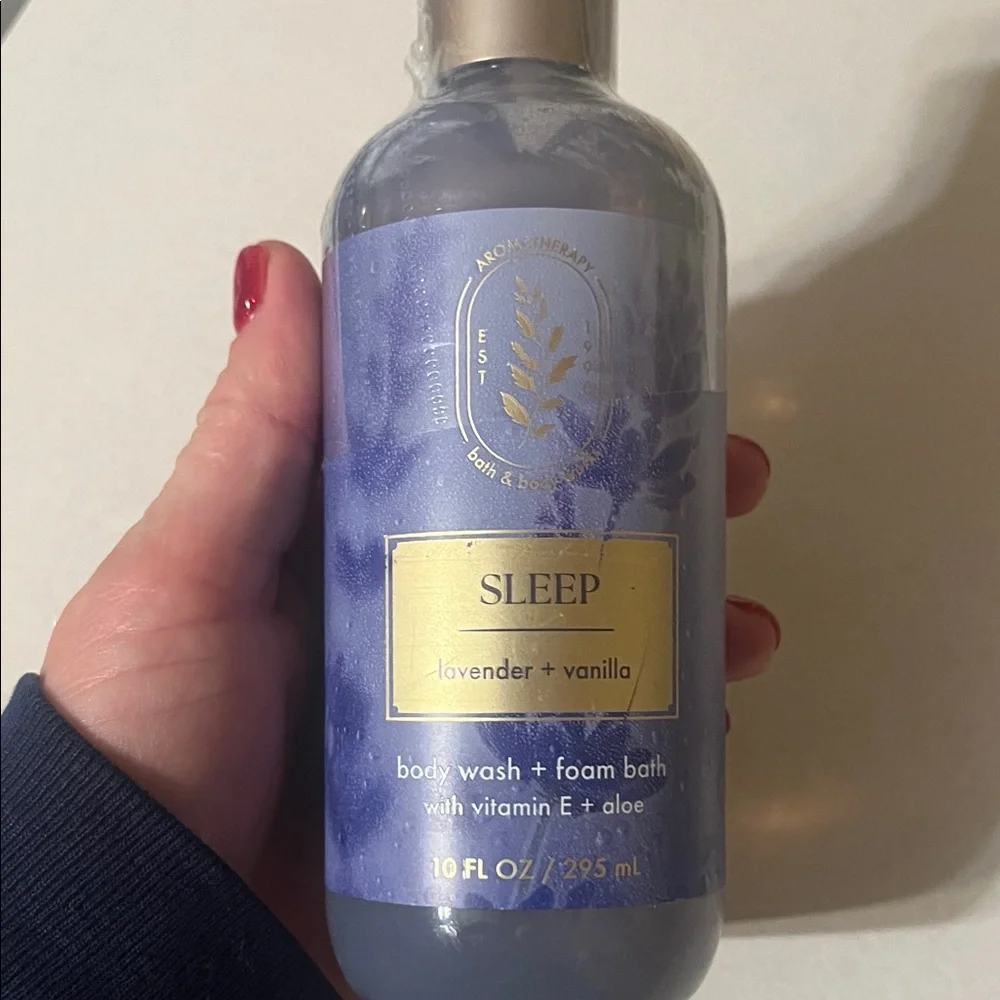 AROMATHERAPY
EST
bath & body works
SLEEP
lavender + vanilla
body wash + foam bath
with vitamin E + aloe
10 FL OZ / 295 mL